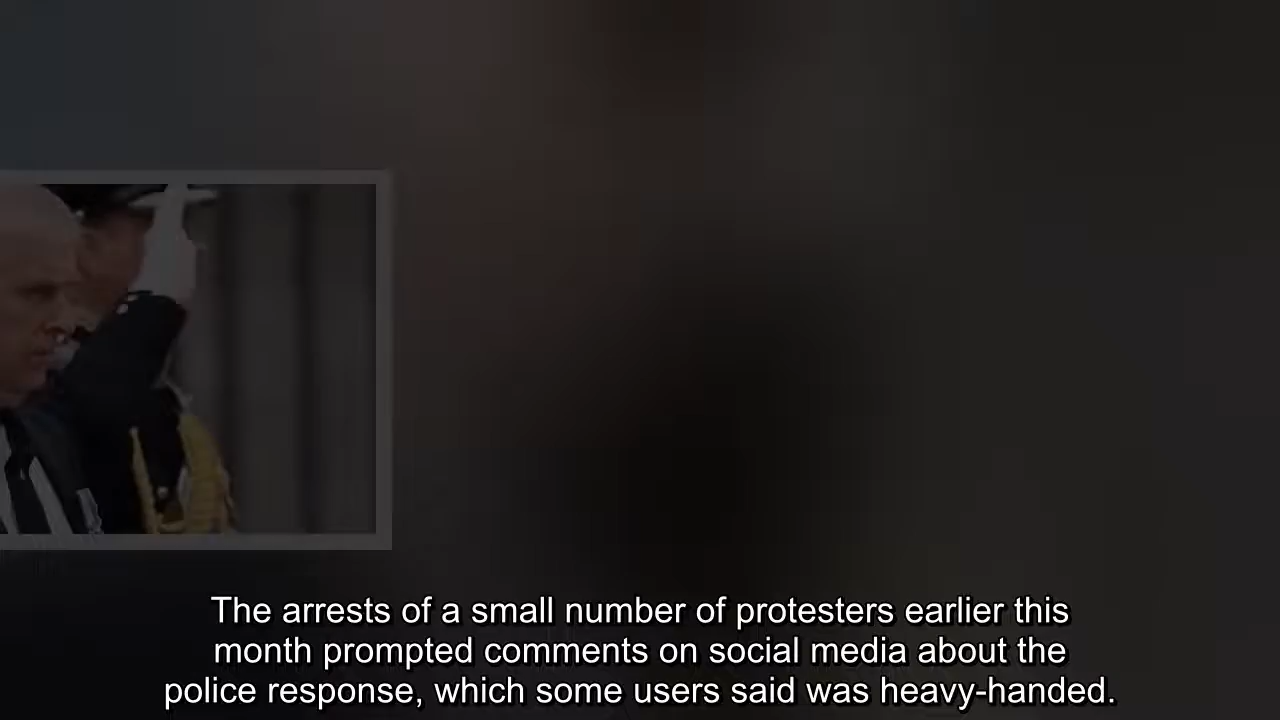 The arrests of a small number of protesters earlier this
month prompted comments on social media about the
police response, which some users said was heavy-handed.